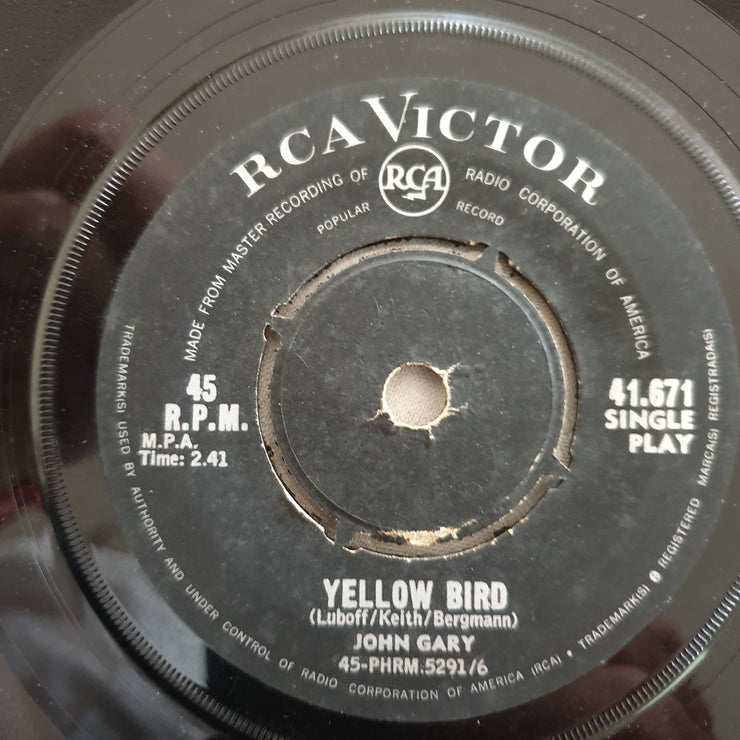 RCA VICTOR
RCA
MADE FROM MASTER RECORDING OF RADIO CORPORATION OF AMERICA
POPULAR RECORD
45
R.P.M.
M.P.A.
Time: 2.41
41.671
SINGLE
PLAY
YELLOW BIRD
(Luboff/Keith/Bergmann)
JOHN GARY
45-PHRM.5291/6
TRADEMARK(S) USED BY AUTHORITY AND UNDER CONTROL OF RADIO CORPORATION OF AMERICA (RCA) • TRADEMARK(S) ® REGISTERED MARCA(S) REGISTRADA(S)